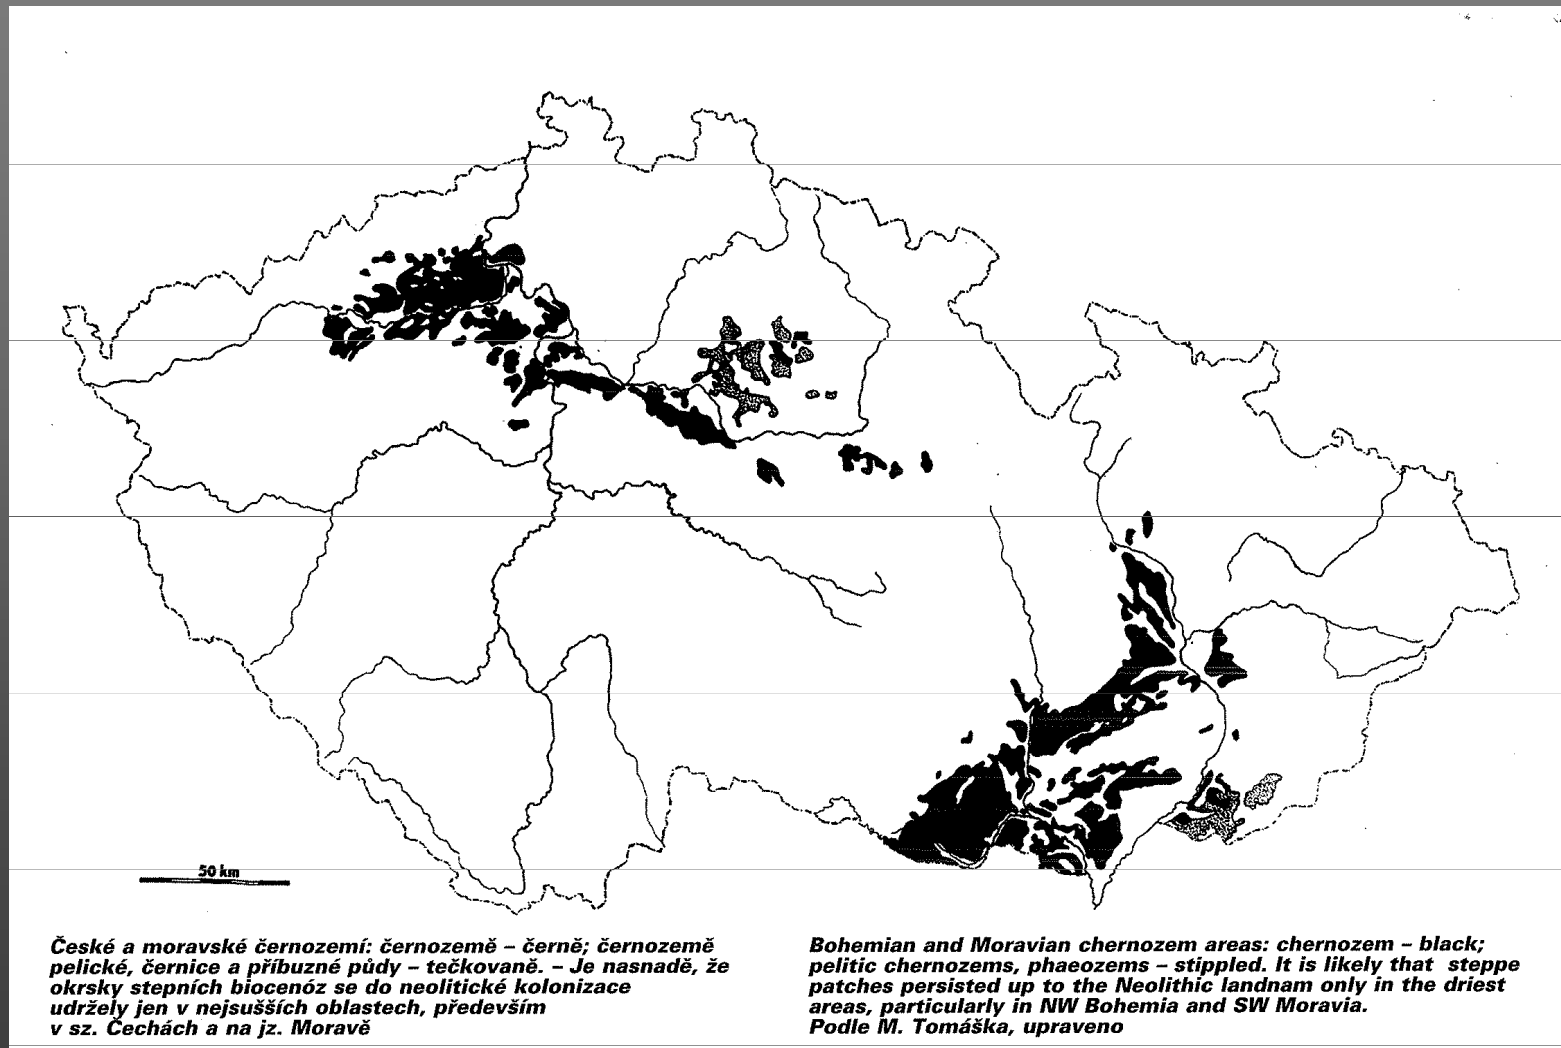 50 km
České a moravské černozemí: černozemě – černě; černozemě
pelické, černice a příbuzné půdy – tečkovaně. – Je nasnadě, že
okrsky stepních biocenóz se do neolitické kolonizace
udržely jen v nejsušších oblastech, především
v sz. Čechách a na jz. Moravě
Bohemian and Moravian chernozem areas: chernozem – black;
pelitic chernozems, phaeozems – stippled. It is likely that steppe
patches persisted up to the Neolithic landnam only in the driest
areas, particularly in NW Bohemia and SW Moravia.
Podle M. Tomáška, upraveno